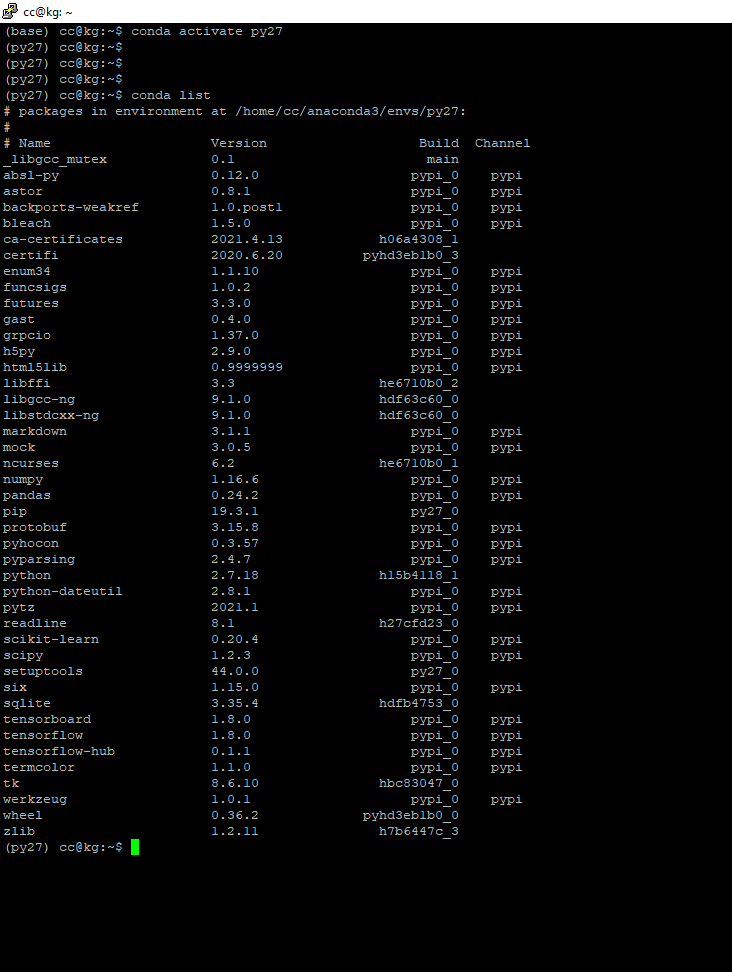 cc@kg: ~
(base) cc@kg:~$ conda activate py27
(py27) cc@kg:~$
(py27) cc@kg:~$
(py27) cc@kg:~$
(py27) cc@kg:~$ conda list
# packages in environment at /home/cc/anaconda3/envs/py27:
#
# Name                    Version                   Build  Channel
_libgcc_mutex             0.1                        main
absl-py                   0.12.0                   pypi_0    pypi
astor                     0.8.1                    pypi_0    pypi
backports-weakref         1.0.post1                pypi_0    pypi
bleach                    1.5.0                    pypi_0    pypi
ca-certificates           2021.4.13            h06a4308_1
certifi                   2020.6.20          pyhd3eb1b0_3
enum34                    1.1.10                   pypi_0    pypi
funcsigs                  1.0.2                    pypi_0    pypi
futures                   3.3.0                    pypi_0    pypi
gast                      0.4.0                    pypi_0    pypi
grpcio                    1.37.0                   pypi_0    pypi
h5py                      2.9.0                    pypi_0    pypi
html5lib                  0.9999999                pypi_0    pypi
libffi                    3.3                  he6710b0_2
libgcc-ng                 9.1.0                hdf63c60_0
libstdcxx-ng              9.1.0                hdf63c60_0
markdown                  3.1.1                    pypi_0    pypi
mock                      3.0.5                    pypi_0    pypi
ncurses                   6.2                  he6710b0_1
numpy                     1.16.6                   pypi_0    pypi
pandas                    0.24.2                   pypi_0    pypi
pip                       19.3.1                   py27_0
protobuf                  3.15.8                   pypi_0    pypi
pyhocon                   0.3.57                   pypi_0    pypi
pyparsing                 2.4.7                    pypi_0    pypi
python                    2.7.18               h15b4118_1
python-dateutil           2.8.1                    pypi_0    pypi
pytz                      2021.1                   pypi_0    pypi
readline                  8.1                  h27cfd23_0
scikit-learn              0.20.4                   pypi_0    pypi
scipy                     1.2.3                    pypi_0    pypi
setuptools                44.0.0                   py27_0
six                       1.15.0                   pypi_0    pypi
sqlite                    3.35.4               hdfb4753_0
tensorboard               1.8.0                    pypi_0    pypi
tensorflow                1.8.0                    pypi_0    pypi
tensorflow-hub            0.1.1                    pypi_0    pypi
termcolor                 1.1.0                    pypi_0    pypi
tk                        8.6.10               hbc83047_0
werkzeug                  1.0.1                    pypi_0    pypi
wheel                     0.36.2             pyhd3eb1b0_0
zlib                      1.2.11               h7b6447c_3
(py27) cc@kg:~$